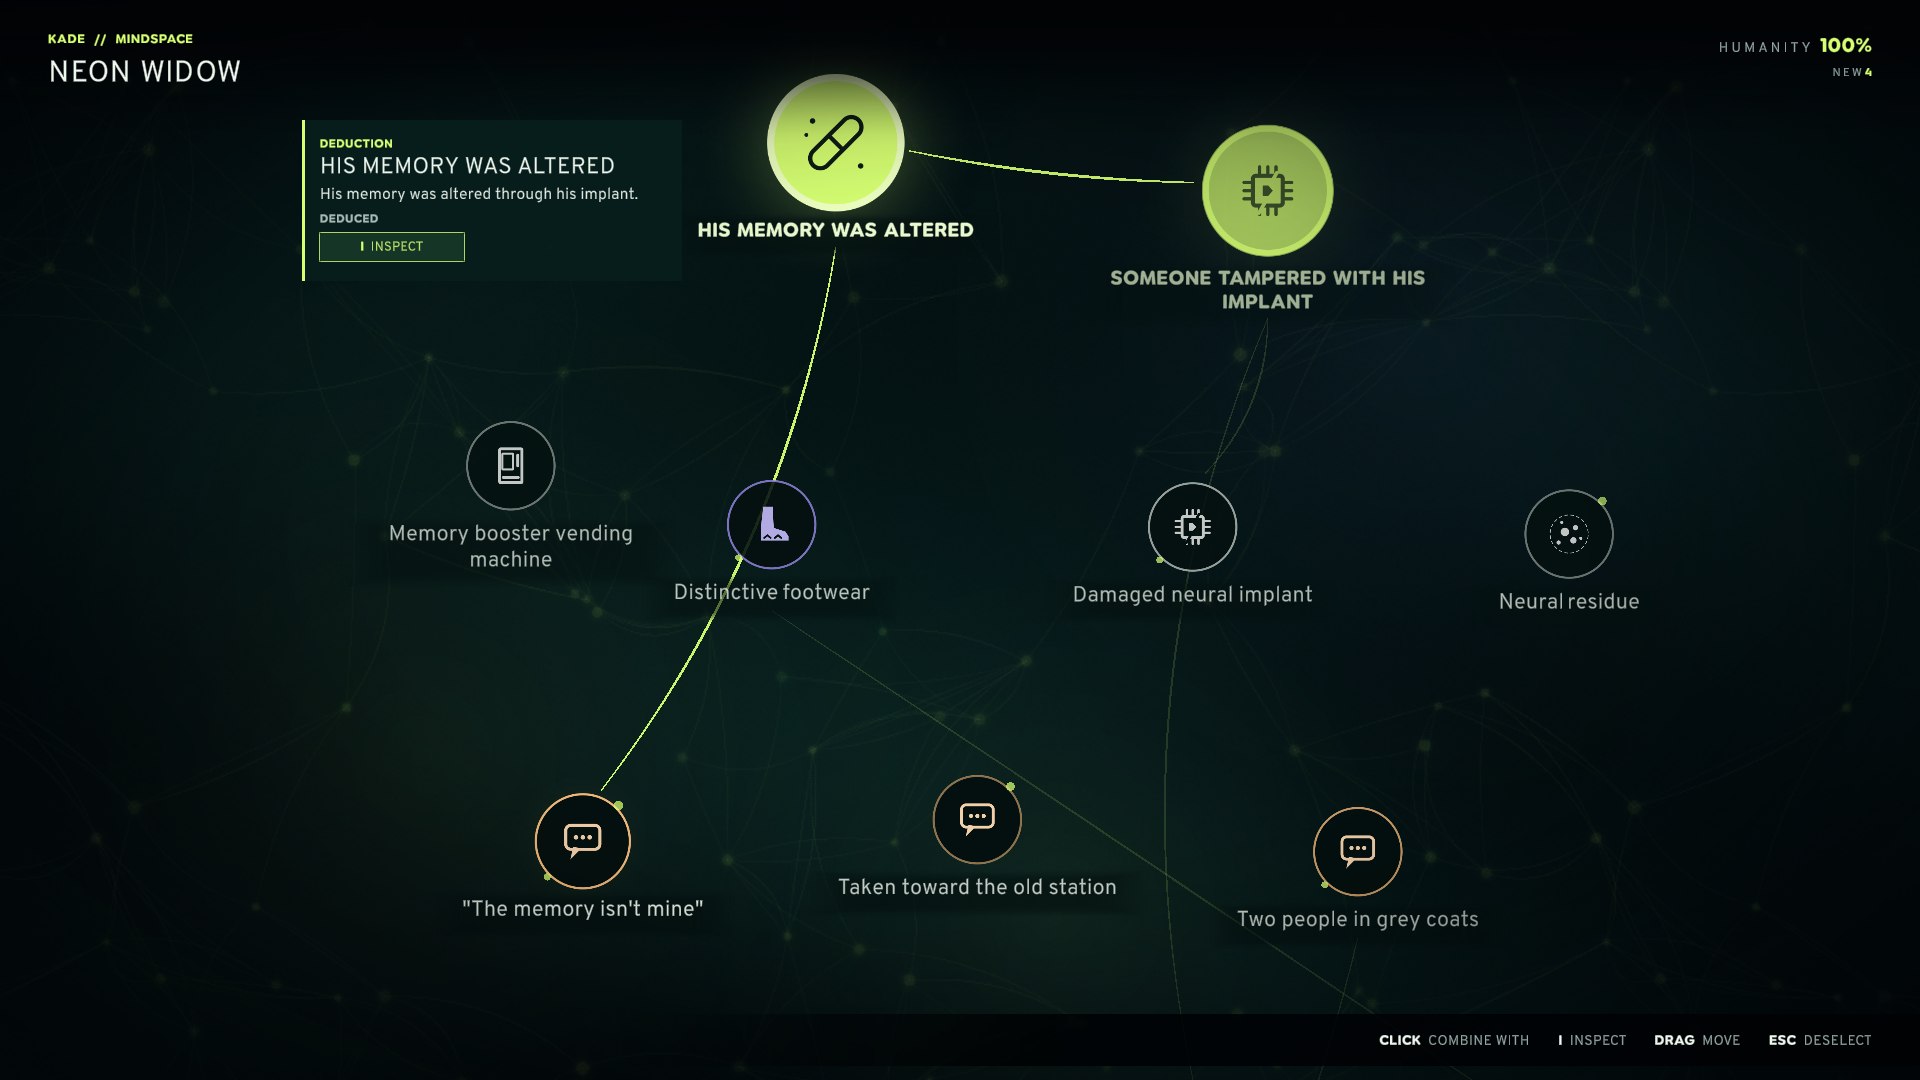 KADE // MINDSPACE
NEON WIDOW
HUMANITY 100%
NEW 4
DEDUCTION
HIS MEMORY WAS ALTERED
His memory was altered through his implant.
DEDUCED
I INSPECT
HIS MEMORY WAS ALTERED
SOMEONE TAMPERED WITH HIS
IMPLANT
Memory booster vending
machine
Distinctive footwear
Damaged neural implant
Neural residue
"The memory isn't mine"
Taken toward the old station
Two people in grey coats
CLICK COMBINE WITH I INSPECT DRAG MOVE ESC DESELECT